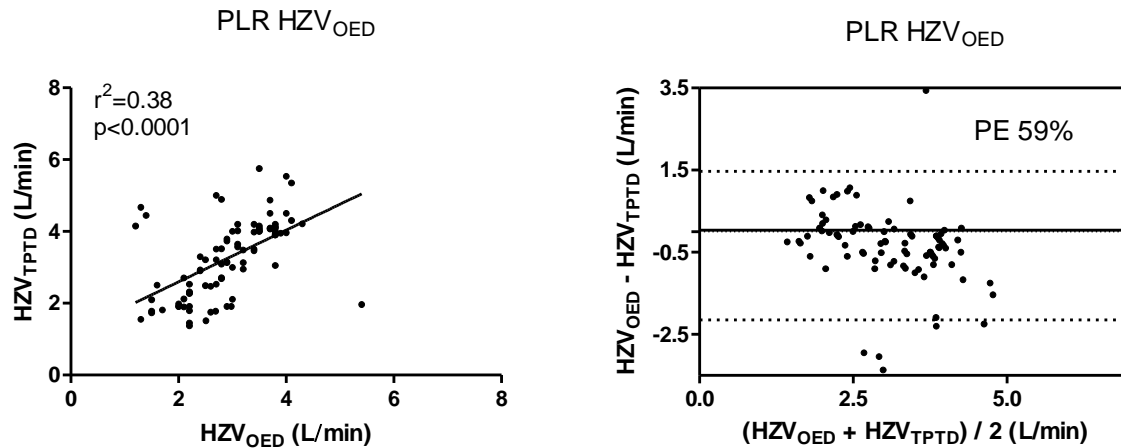 PLR HZV_OED
r²=0.38
p<0.0001
HZV_TPTD (L/min)
8
6
4
2
0
0 2 4 6 8
HZV_OED (L/min)
PLR HZV_OED
PE 59%
HZV_OED - HZV_TPTD (L/min)
3.5
1.5
-0.5
-2.5
0.0 2.5 5.0
(HZV_OED + HZV_TPTD) / 2 (L/min)